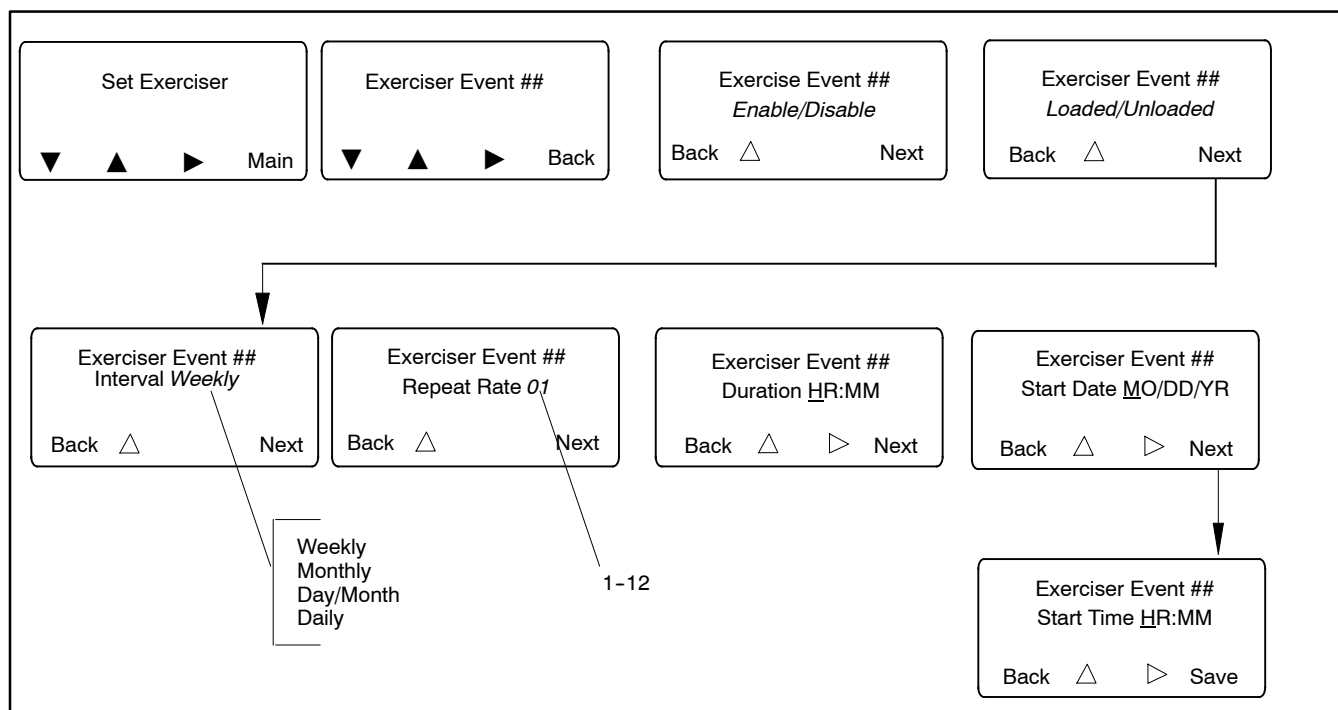 Set Exerciser
▼ ▲ ► Main
Exerciser Event ##
▼ ▲ ► Back
Exercise Event ##
Enable/Disable
Back △ Next
Exerciser Event ##
Loaded/Unloaded
Back △ Next
Exerciser Event ##
Interval Weekly
Back △ Next
Weekly
Monthly
Day/Month
Daily
Exerciser Event ##
Repeat Rate 01
Back △ Next
1-12
Exerciser Event ##
Duration HR:MM
Back △ ▷ Next
Exerciser Event ##
Start Date MO/DD/YR
Back △ ▷ Next
Exerciser Event ##
Start Time HR:MM
Back △ ▷ Save